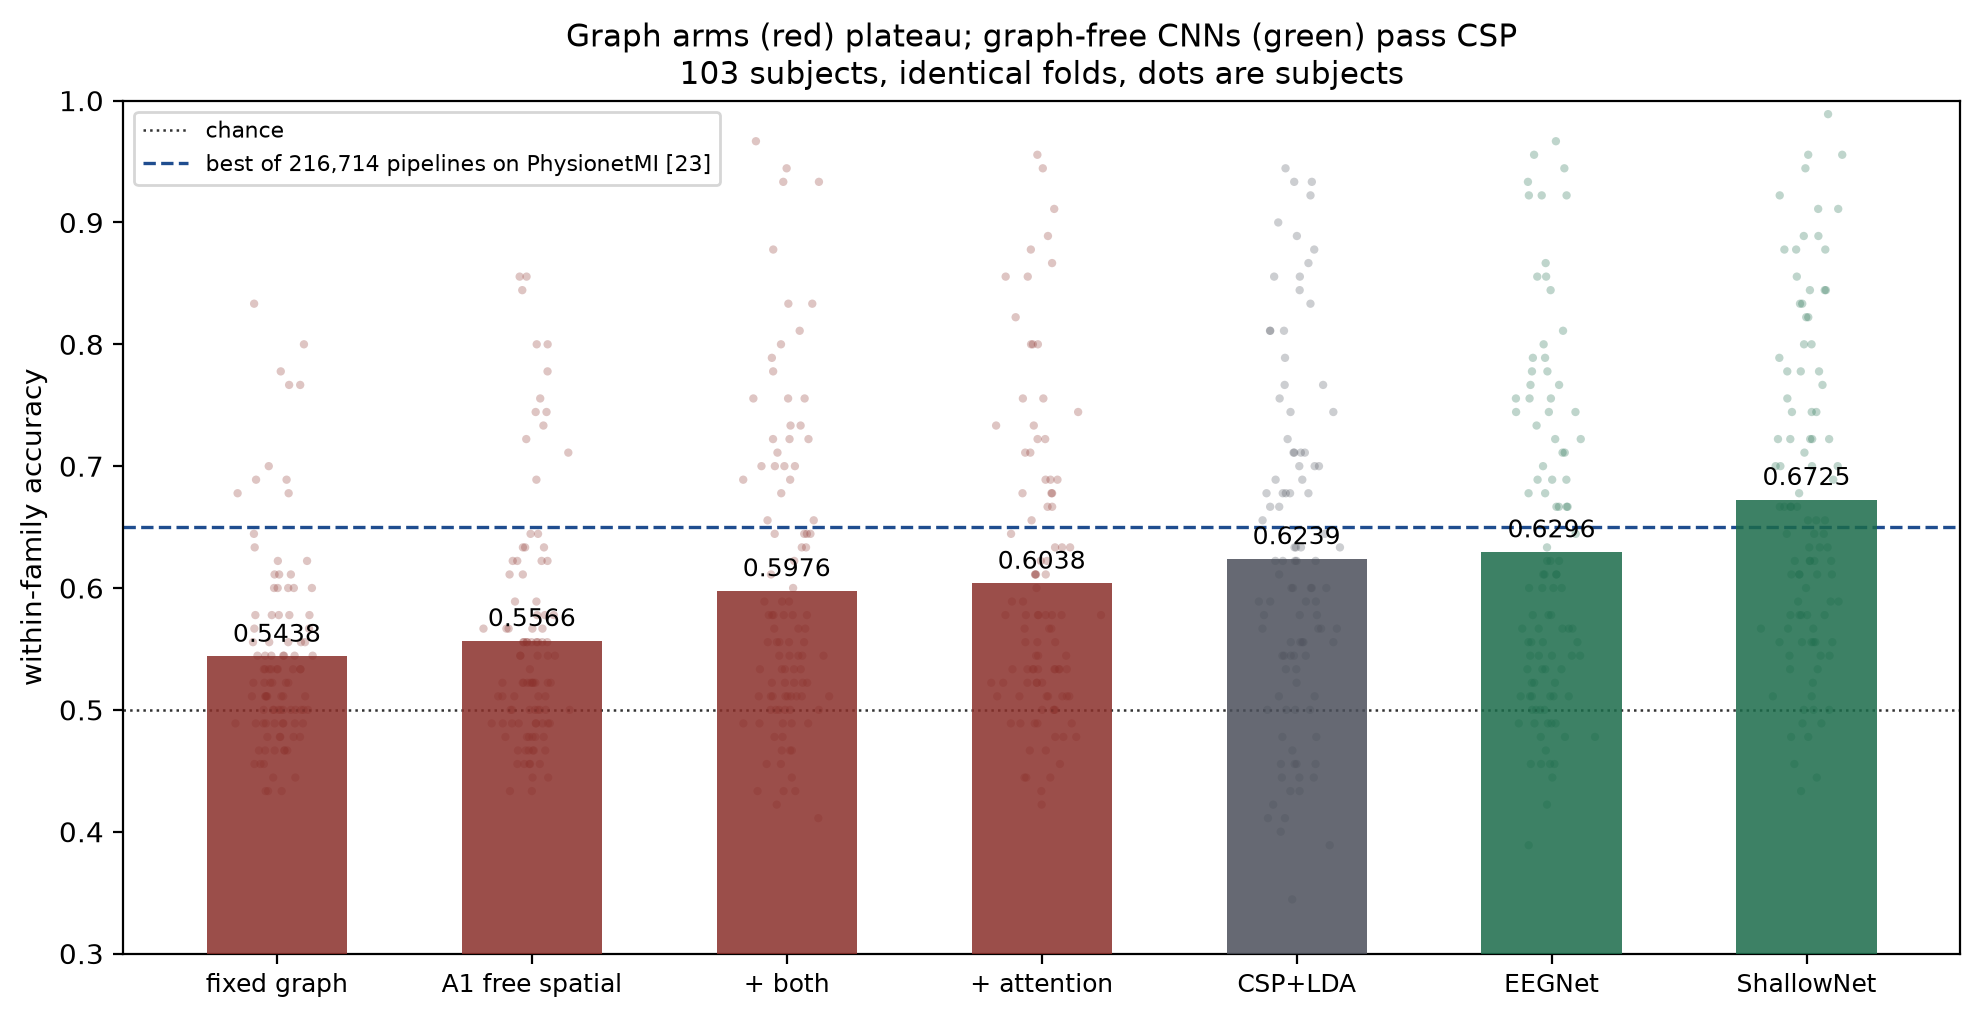 Graph arms (red) plateau; graph-free CNNs (green) pass CSP
103 subjects, identical folds, dots are subjects
chance
best of 216,714 pipelines on PhysionetMI [23]
within-family accuracy
1.0
0.9
0.8
0.7
0.6
0.5
0.4
0.3
0.5438
0.5566
0.5976
0.6038
0.6239
0.6296
0.6725
fixed graph
A1 free spatial
+ both
+ attention
CSP+LDA
EEGNet
ShallowNet